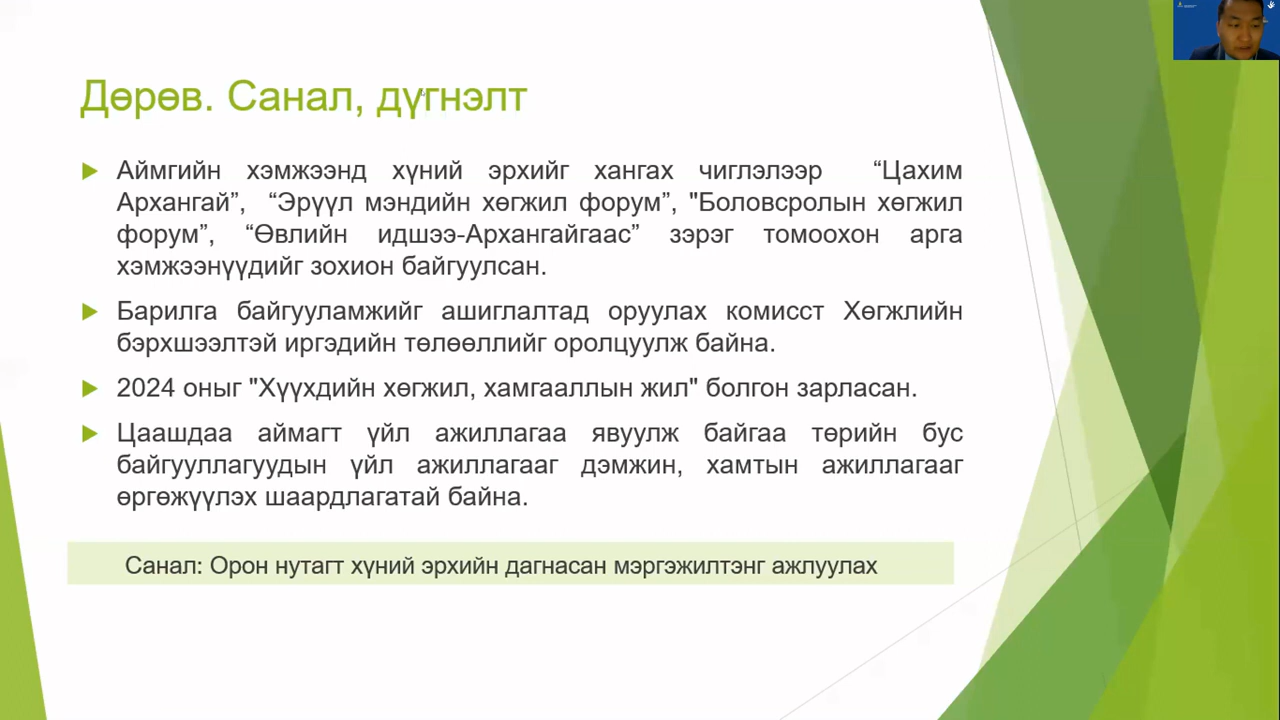 Дөрөв. Санал, дүгнэлт
Аймгийн хэмжээнд хүний эрхийг хангах чиглэлээр “Цахим
Архангай”, “Эрүүл мэндийн хөгжил форум”, "Боловсролын хөгжил
форум”, “Өвлийн идшээ-Архангайгаас” зэрэг томоохон арга
хэмжээнүүдийг зохион байгуулсан.
Барилга байгууламжийг ашиглалтад оруулах комисст Хөгжлийн
бэрхшээлтэй иргэдийн төлөөллийг оролцуулж байна.
2024 оныг "Хүүхдийн хөгжил, хамгааллын жил" болгон зарласан.
Цаашдаа аймагт үйл ажиллагаа явуулж байгаа төрийн бус
байгууллагуудын үйл ажиллагааг дэмжин, хамтын ажиллагааг
өргөжүүлэх шаардлагатай байна.
Санал: Орон нутагт хүний эрхийн дагнасан мэргэжилтэнг ажлуулах